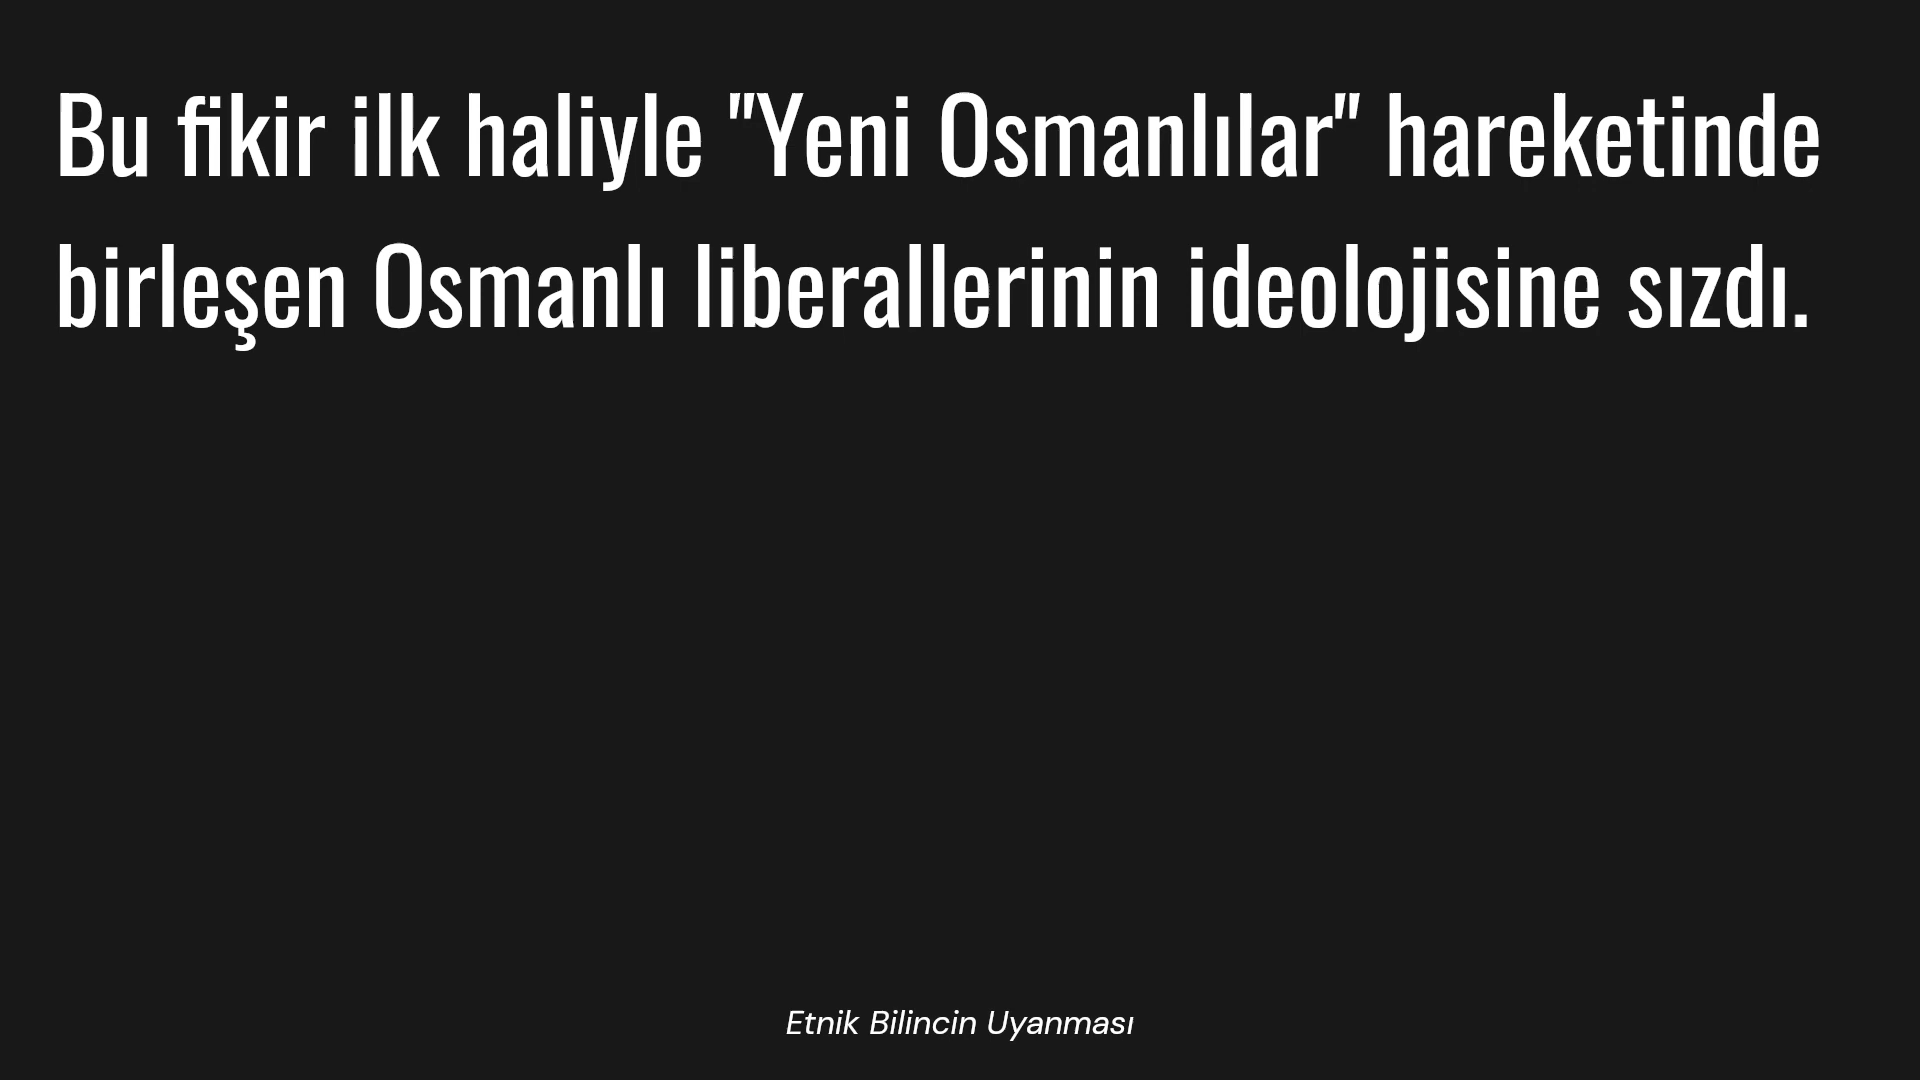 Bu fikir ilk haliyle "Yeni Osmanlılar" hareketinde
birleşen Osmanlı liberallerinin ideolojisine sızdı.
Etnik Bilincin Uyanması